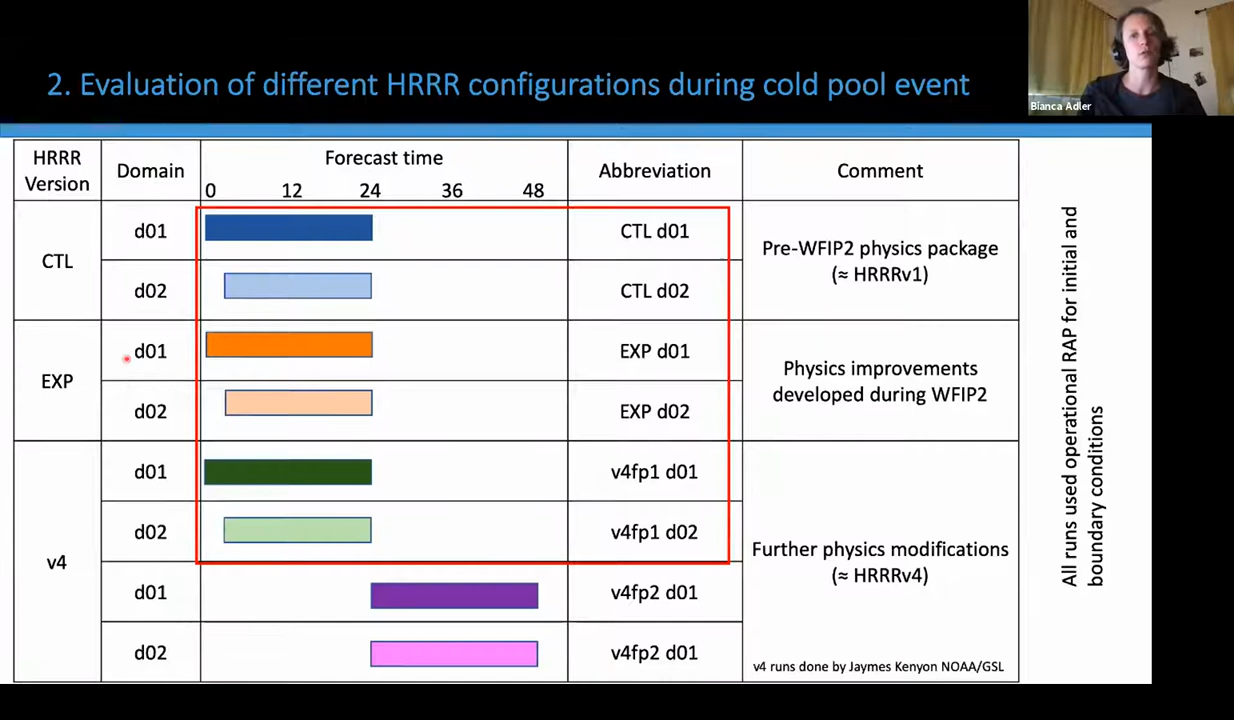 2. Evaluation of different HRRR configurations during cold pool event
Bianca Adler
HRRR
Version
Domain
Forecast time
0 12 24 36 48
Abbreviation
Comment
CTL
d01
CTL d01
d02
CTL d02
Pre-WFIP2 physics package
(≈ HRRRv1)
EXP
d01
EXP d01
d02
EXP d02
Physics improvements
developed during WFIP2
v4
d01
v4fp1 d01
d02
v4fp1 d02
d01
v4fp2 d01
d02
v4fp2 d01
Further physics modifications
(≈ HRRRv4)
v4 runs done by Jaymes Kenyon NOAA/GSL
All runs used operational RAP for initial and
boundary conditions